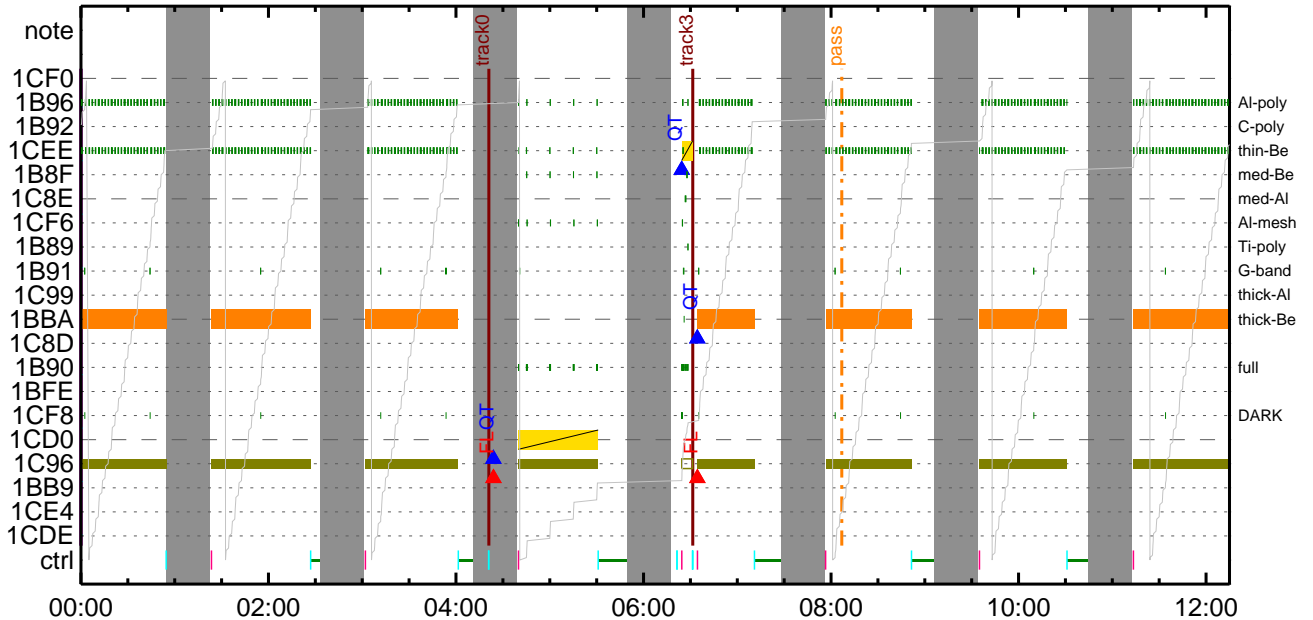 note
track0
track3
pass
1CF0
1B96 Al-poly
1B92 C-poly
QT
1CEE thin-Be
1B8F med-Be
1C8E med-Al
1CF6 Al-mesh
1B89 Ti-poly
1B91 G-band
1C99 thick-Al
QT
1BBA thick-Be
1C8D
1B90 full
1BFE
1CF8 DARK
QT
1CD0
FL
FL
1C96
1BB9
1CE4
1CDE
ctrl
00:00 02:00 04:00 06:00 08:00 10:00 12:00